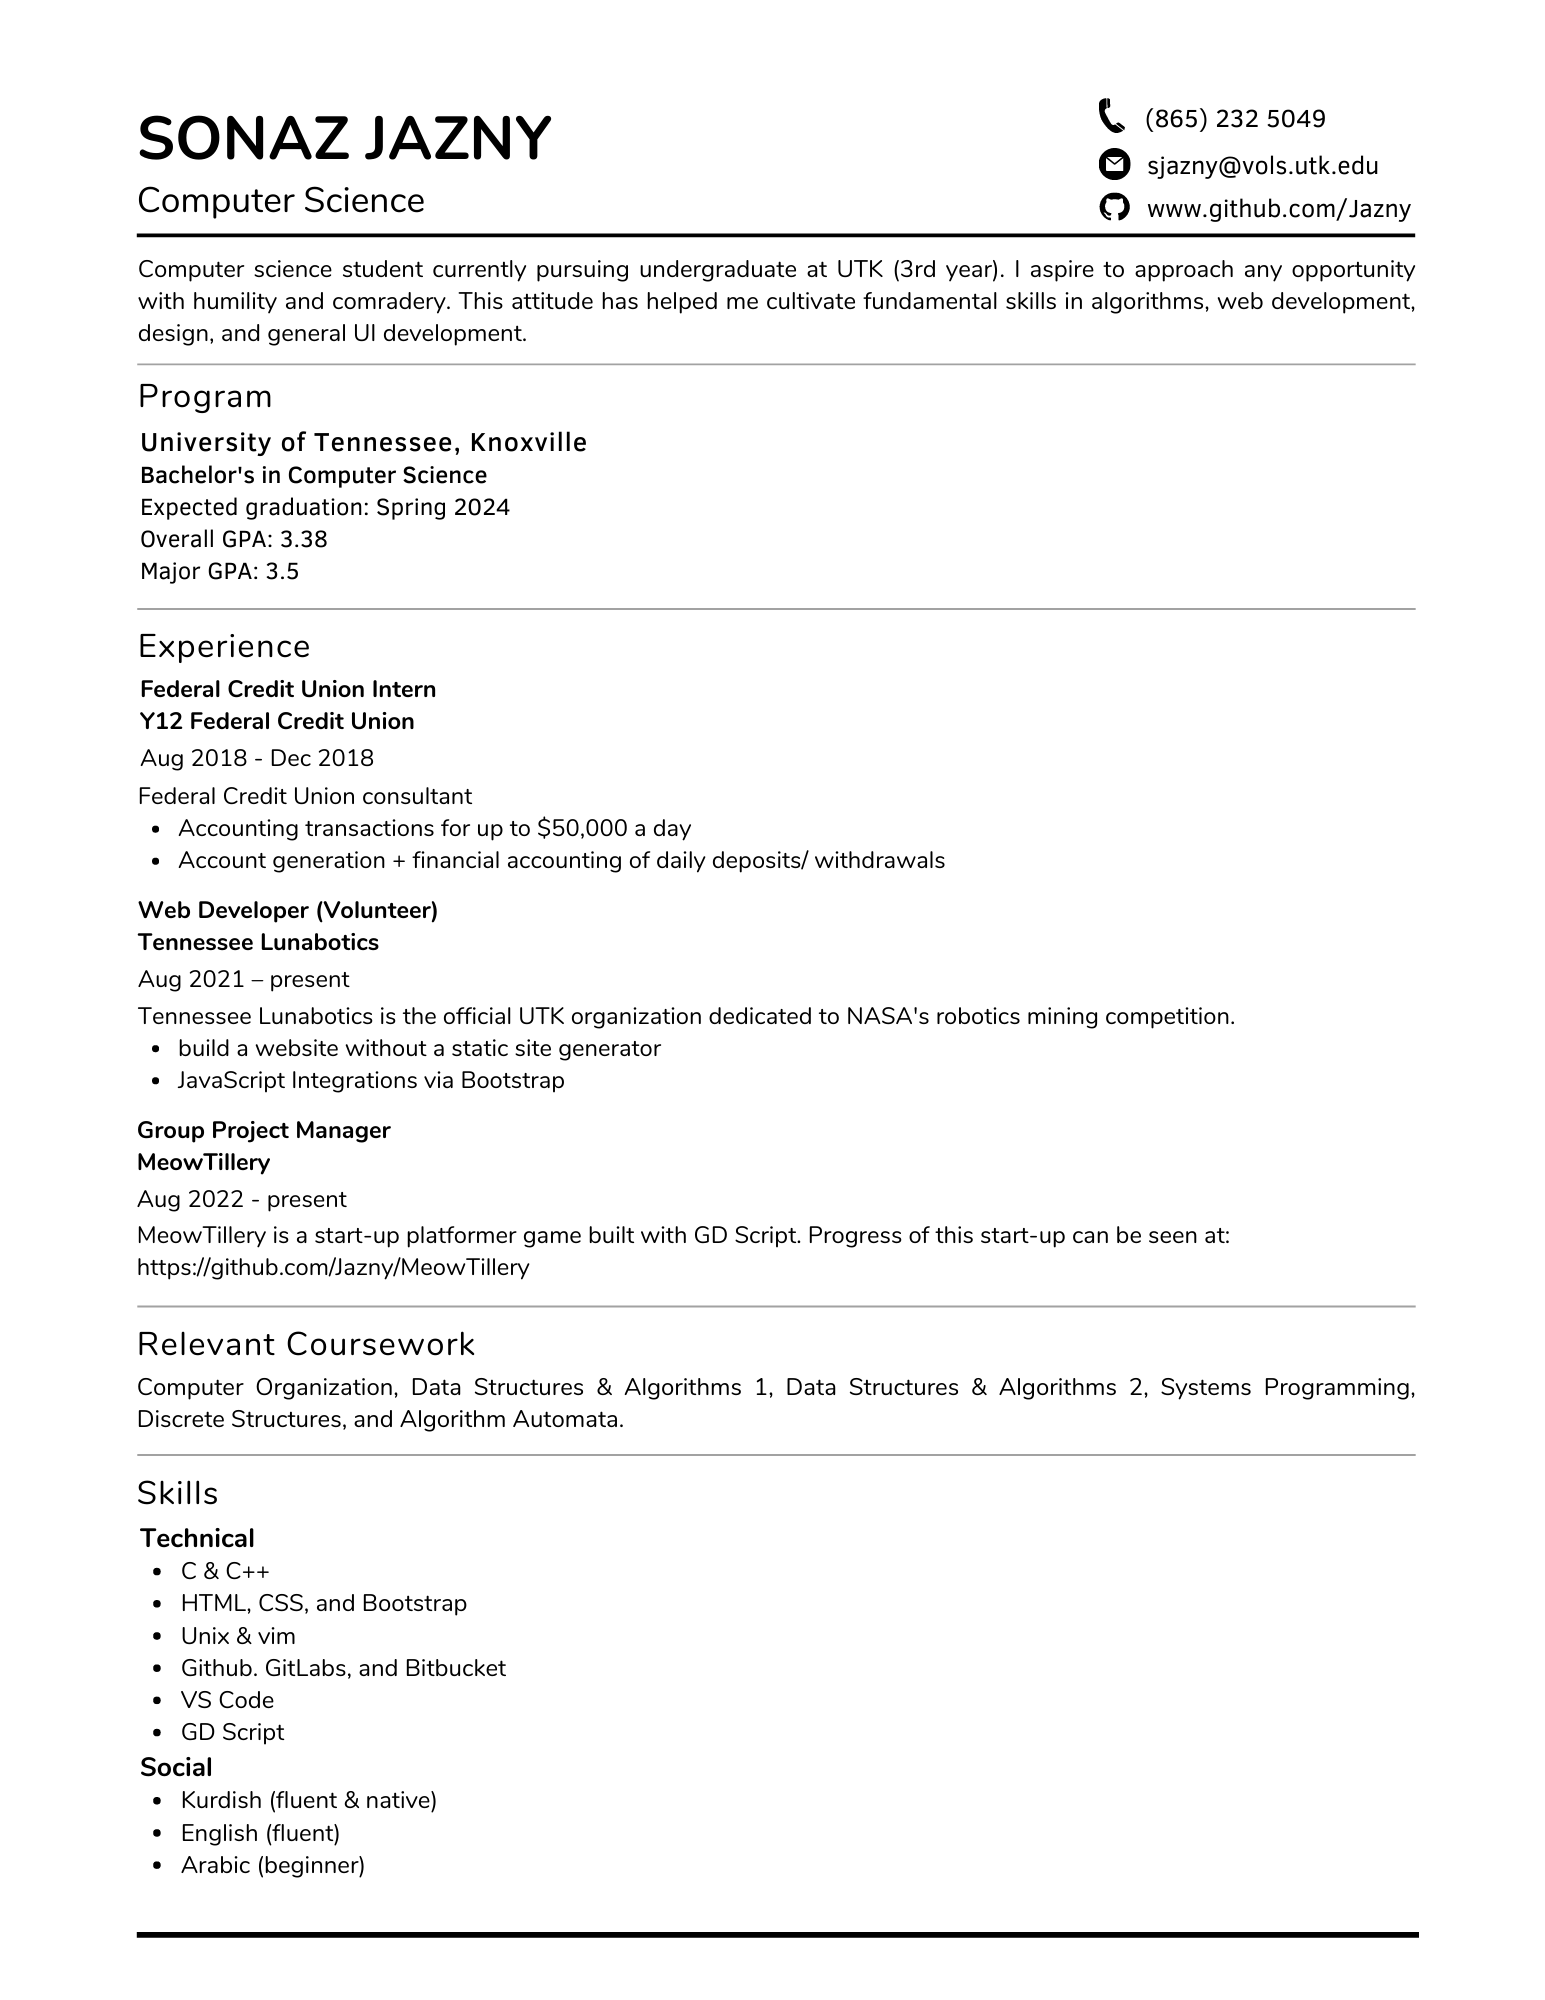 SONAZ JAZNY
Computer Science
(865) 232 5049
sjazny@vols.utk.edu
www.github.com/Jazny
Computer science student currently pursuing undergraduate at UTK (3rd year). I aspire to approach any opportunity
with humility and comradery. This attitude has helped me cultivate fundamental skills in algorithms, web development,
design, and general UI development.
Program
University of Tennessee, Knoxville
Bachelor's in Computer Science
Expected graduation: Spring 2024
Overall GPA: 3.38
Major GPA: 3.5
Experience
Federal Credit Union Intern
Y12 Federal Credit Union
Aug 2018 - Dec 2018
Federal Credit Union consultant
• Accounting transactions for up to $50,000 a day
• Account generation + financial accounting of daily deposits/ withdrawals
Web Developer (Volunteer)
Tennessee Lunabotics
Aug 2021 – present
Tennessee Lunabotics is the official UTK organization dedicated to NASA's robotics mining competition.
• build a website without a static site generator
• JavaScript Integrations via Bootstrap
Group Project Manager
MeowTillery
Aug 2022 - present
MeowTillery is a start-up platformer game built with GD Script. Progress of this start-up can be seen at:
https://github.com/Jazny/MeowTillery
Relevant Coursework
Computer Organization, Data Structures & Algorithms 1, Data Structures & Algorithms 2, Systems Programming,
Discrete Structures, and Algorithm Automata.
Skills
Technical
• C & C++
• HTML, CSS, and Bootstrap
• Unix & vim
• Github. GitLabs, and Bitbucket
• VS Code
• GD Script
Social
• Kurdish (fluent & native)
• English (fluent)
• Arabic (beginner)